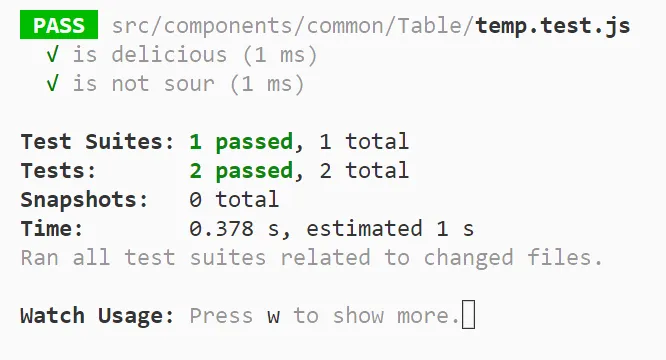 PASS src/components/common/Table/temp.test.js
√ is delicious (1 ms)
√ is not sour (1 ms)
Test Suites: 1 passed, 1 total
Tests: 2 passed, 2 total
Snapshots: 0 total
Time: 0.378 s, estimated 1 s
Ran all test suites related to changed files.
Watch Usage: Press w to show more.